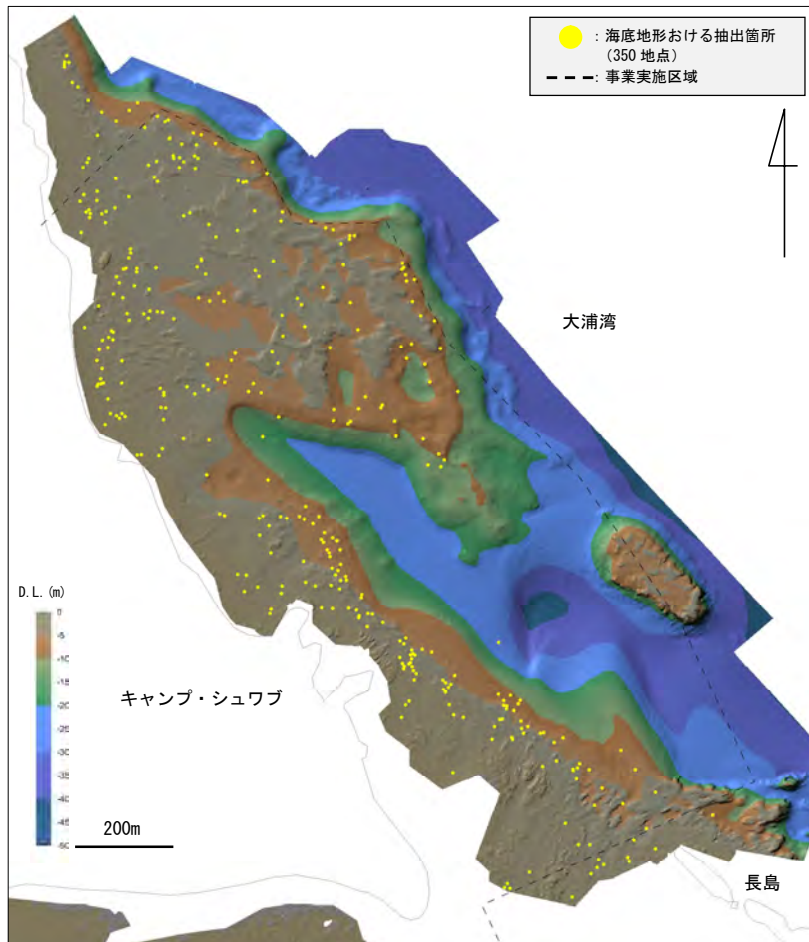 ：海底地形おける抽出箇所
（350 地点）
：事業実施区域
大浦湾
D.L.(m)
0
-5
-10
-15
-20
-25
-30
-35
-40
-45
-50
キャンプ・シュワブ
200m
長島